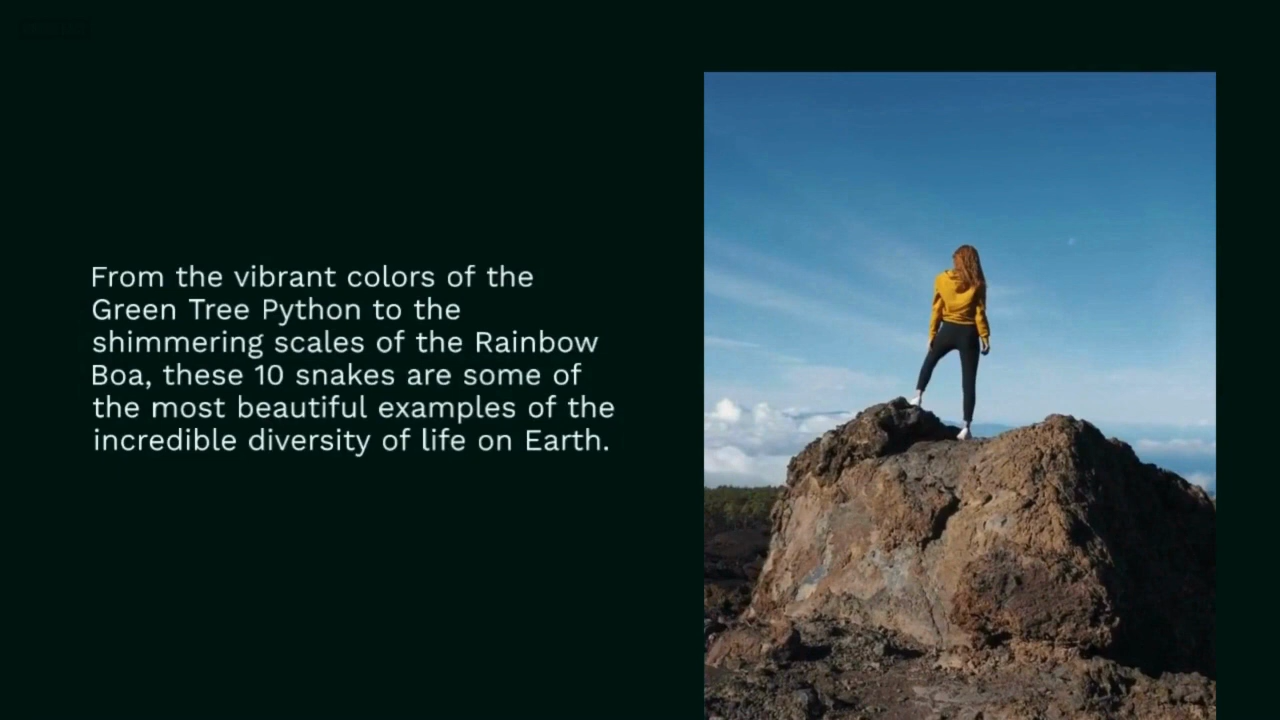 From the vibrant colors of the
Green Tree Python to the
shimmering scales of the Rainbow
Boa, these 10 snakes are some of
the most beautiful examples of the
incredible diversity of life on Earth.